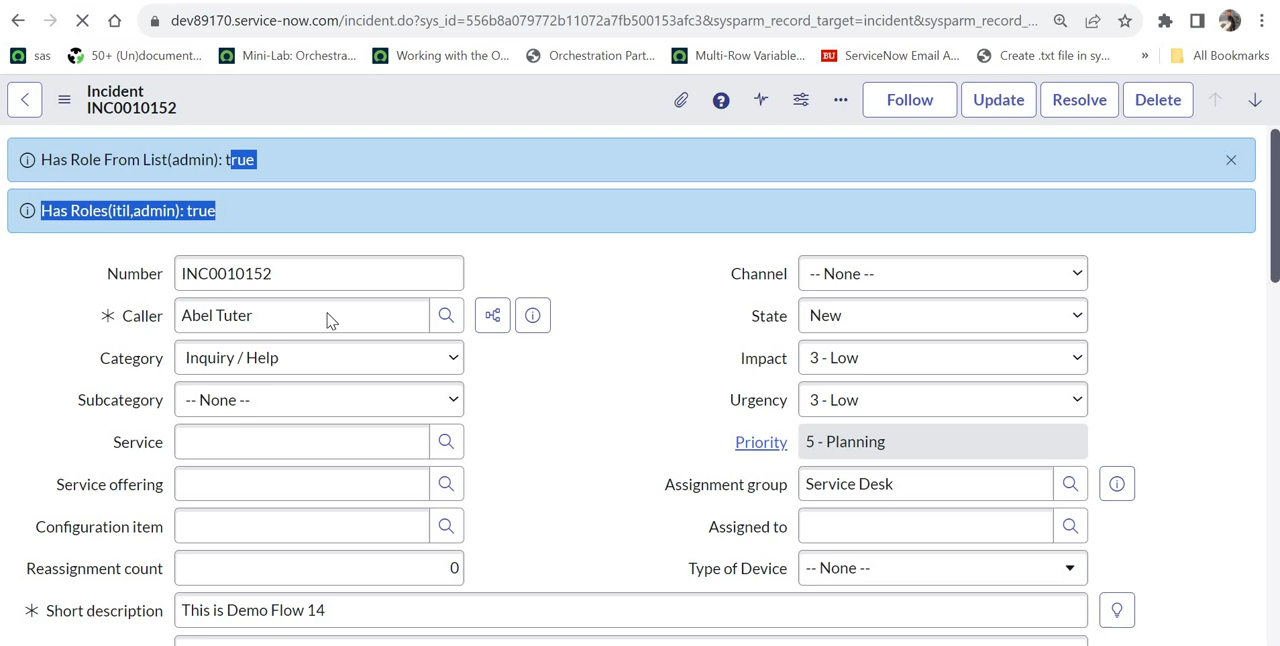 dev89170.service-now.com/incident.do?sys_id=556b8a079772b11072a7fb500153afc3&sysparm_record_target=incident&sysparm_record_...
sas 50+ (Un)document... Mini-Lab: Orchestra... Working with the O... Orchestration Part... Multi-Row Variable... BU ServiceNow Email A... Create .txt file in sy... » All Bookmarks
Incident
INC0010152
Follow Update Resolve Delete
Has Role From List(admin): true
Has Roles(itil,admin): true
Number INC0010152 Channel -- None --
Caller Abel Tuter State New
Category Inquiry / Help Impact 3 - Low
Subcategory -- None -- Urgency 3 - Low
Service Priority 5 - Planning
Service offering Assignment group Service Desk
Configuration item Assigned to
Reassignment count 0 Type of Device -- None --
Short description This is Demo Flow 14